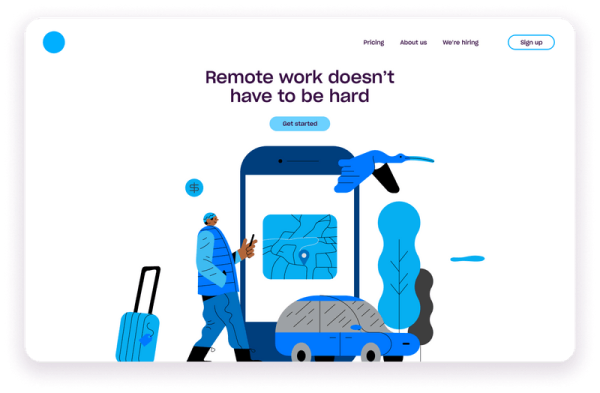 Pricing About us We're hiring Sign up
Remote work doesn't
have to be hard
Get started
$